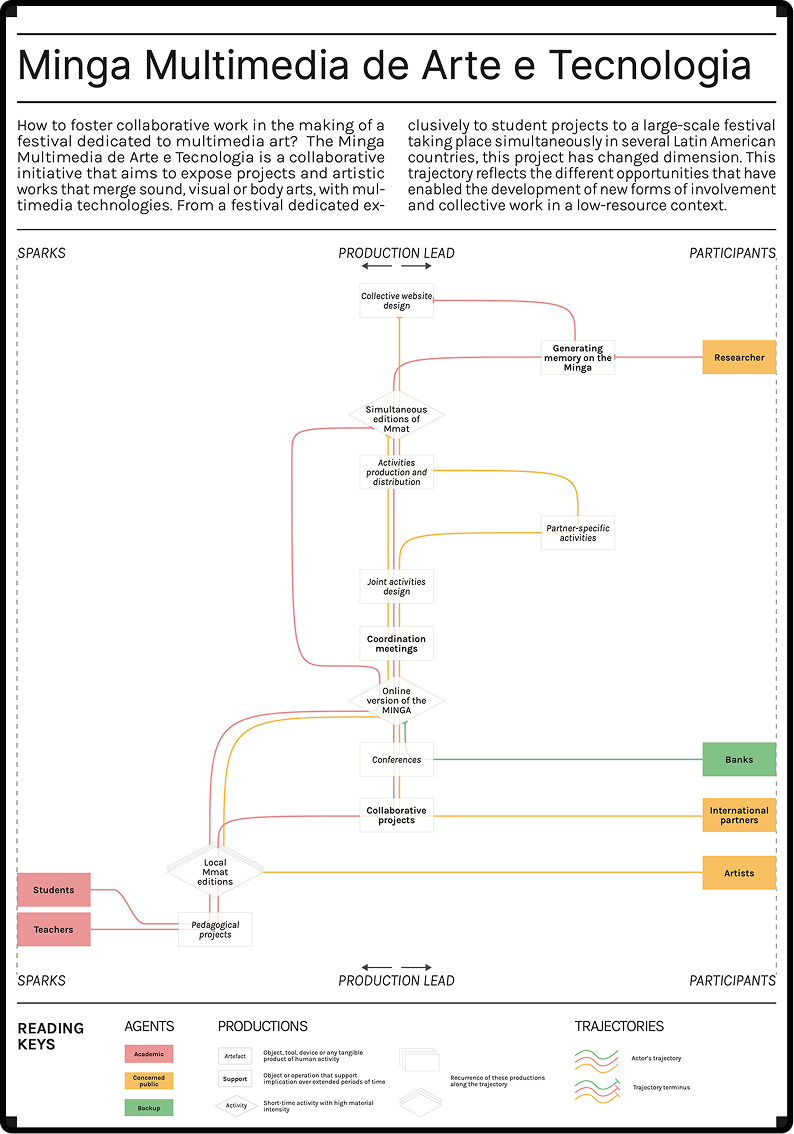 Minga Multimedia de Arte e Tecnologia
How to foster collaborative work in the making of a
festival dedicated to multimedia art? The Minga
Multimedia de Arte e Tecnologia is a collaborative
initiative that aims to expose projects and artistic
works that merge sound, visual or body arts, with mul-
timedia technologies. From a festival dedicated ex-
clusively to student projects to a large-scale festival
taking place simultaneously in several Latin American
countries, this project has changed dimension. This
trajectory reflects the different opportunities that have
enabled the development of new forms of involvement
and collective work in a low-resource context.
SPARKS
PRODUCTION LEAD
PARTICIPANTS
Collective website
design
Generating
memory on the
Minga
Researcher
Simultaneous
editions of
Mmat
Activities
production and
distribution
Partner-specific
activities
Joint activities
design
Coordination
meetings
Online
version of the
MINGA
Conferences
Banks
Collaborative
projects
International
partners
Local
Mmat
editions
Artists
Students
Teachers
Pedagogical
projects
SPARKS
PRODUCTION LEAD
PARTICIPANTS
READING
KEYS
AGENTS
Academic
Concerned
public
Backup
PRODUCTIONS
Artefact
Object, tool, device or any tangible
product of human activity
Support
Object or operation that support
implication over extended periods of time
Activity
Short-time activity with high material
intensity
Recurrence of these productions
along the trajectory
TRAJECTORIES
Actor's trajectory
Trajectory terminus